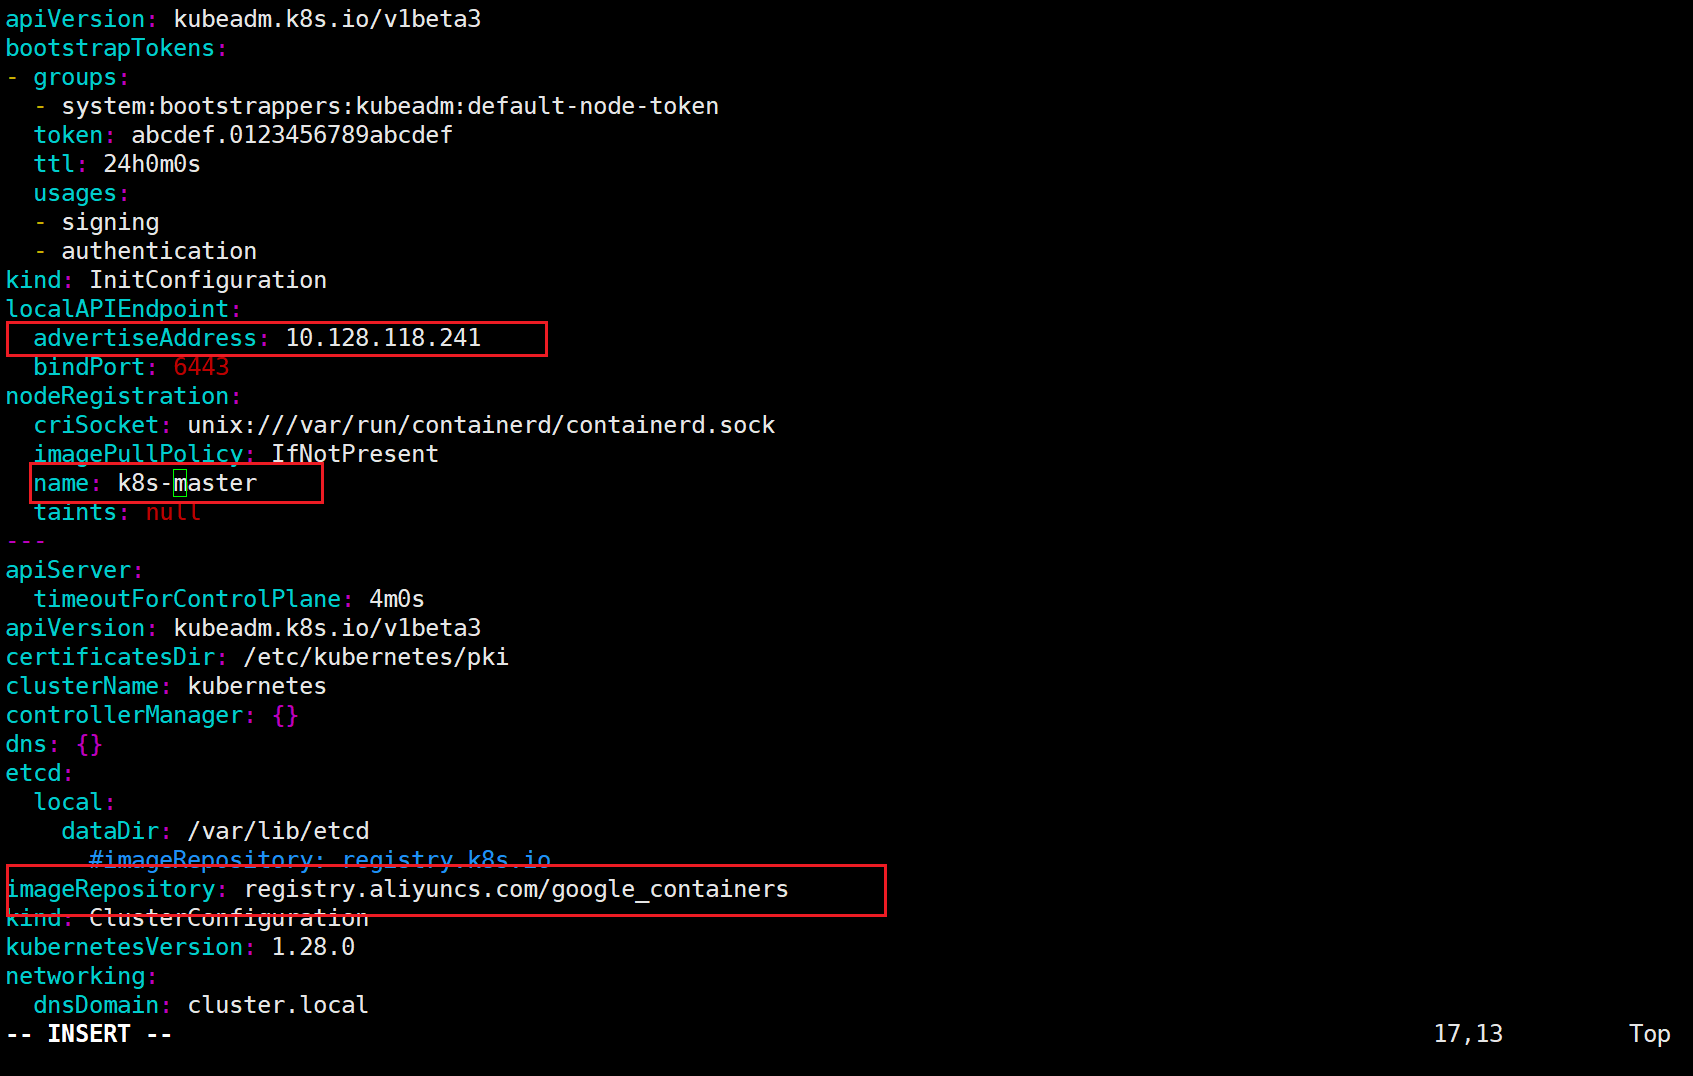 apiVersion: kubeadm.k8s.io/v1beta3
bootstrapTokens:
- groups:
  - system:bootstrappers:kubeadm:default-node-token
  token: abcdef.0123456789abcdef
  ttl: 24h0m0s
  usages:
  - signing
  - authentication
kind: InitConfiguration
localAPIEndpoint:
  advertiseAddress: 10.128.118.241
  bindPort: 6443
nodeRegistration:
  criSocket: unix:///var/run/containerd/containerd.sock
  imagePullPolicy: IfNotPresent
  name: k8s-master
  taints: null
---
apiServer:
  timeoutForControlPlane: 4m0s
apiVersion: kubeadm.k8s.io/v1beta3
certificatesDir: /etc/kubernetes/pki
clusterName: kubernetes
controllerManager: {}
dns: {}
etcd:
  local:
    dataDir: /var/lib/etcd
      #imageRepository: registry.k8s.io
imageRepository: registry.aliyuncs.com/google_containers
kind: ClusterConfiguration
kubernetesVersion: 1.28.0
networking:
  dnsDomain: cluster.local
-- INSERT -- 17,13 Top